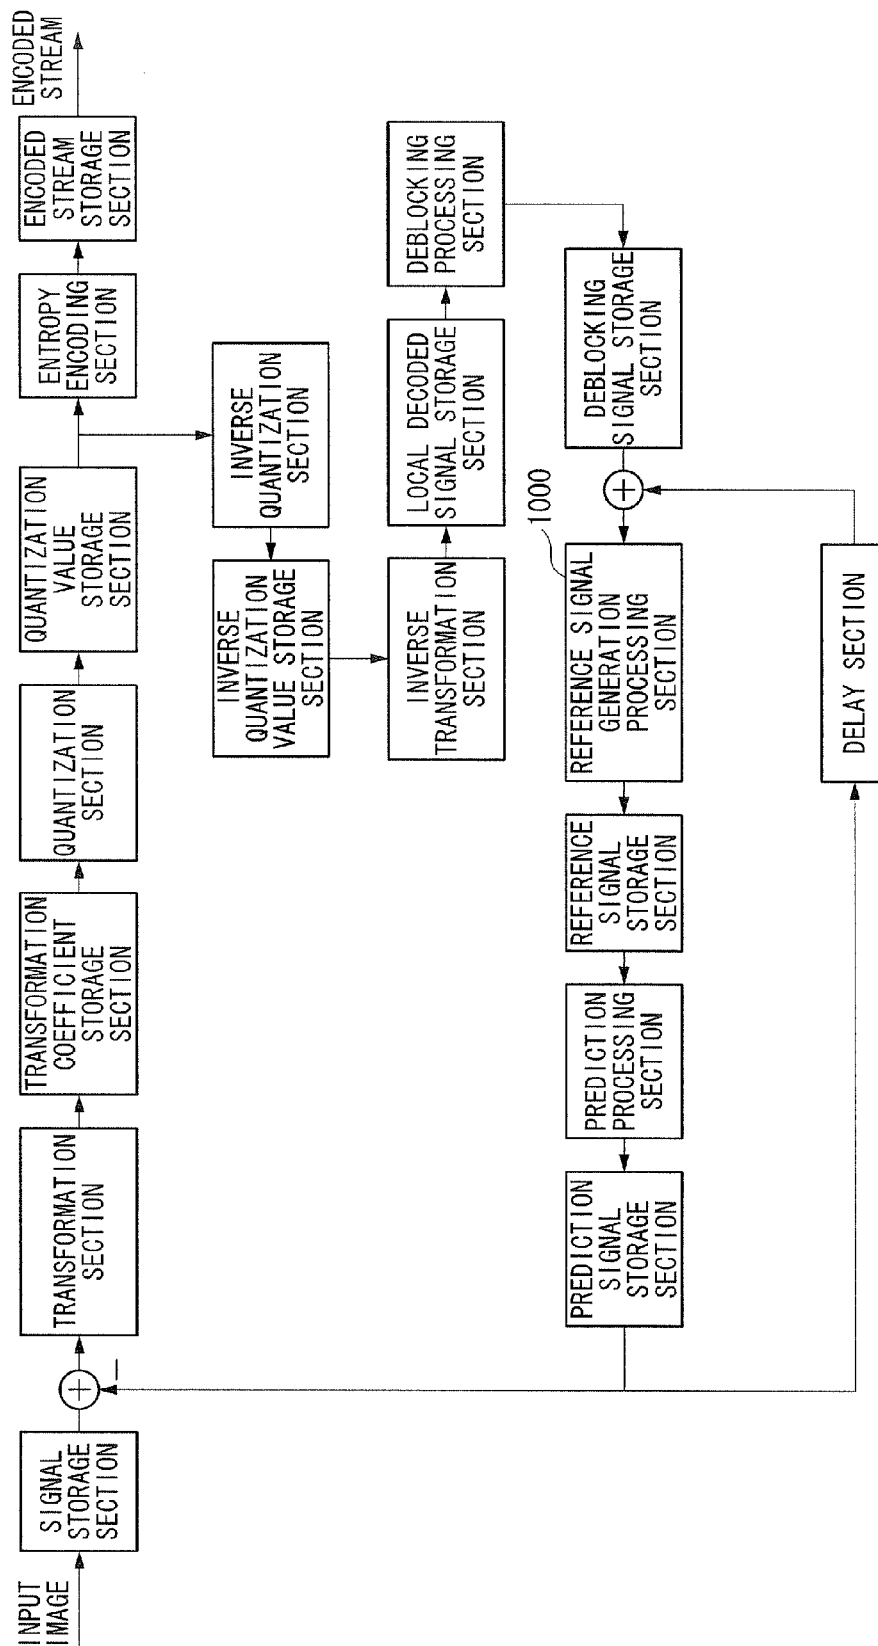 INPUT
IMAGE
SIGNAL
STORAGE
SECTION
+
−
TRANSFORMATION
SECTION
TRANSFORMATION
COEFFICIENT
STORAGE
SECTION
QUANTIZATION
SECTION
QUANTIZATION
VALUE
STORAGE
SECTION
ENTROPY
ENCODING
SECTION
ENCODED
STREAM
STORAGE
SECTION
ENCODED
STREAM
INVERSE
QUANTIZATION
SECTION
INVERSE
QUANTIZATION
VALUE STORAGE
SECTION
INVERSE
TRANSFORMATION
SECTION
LOCAL DECODED
SIGNAL STORAGE
SECTION
DEBLOCKING
PROCESSING
SECTION
DEBLOCKING
SIGNAL STORAGE
SECTION
+
1000
REFERENCE SIGNAL
GENERATION
PROCESSING
SECTION
REFERENCE
SIGNAL
STORAGE
SECTION
PREDICTION
PROCESSING
SECTION
PREDICTION
SIGNAL
STORAGE
SECTION
DELAY SECTION